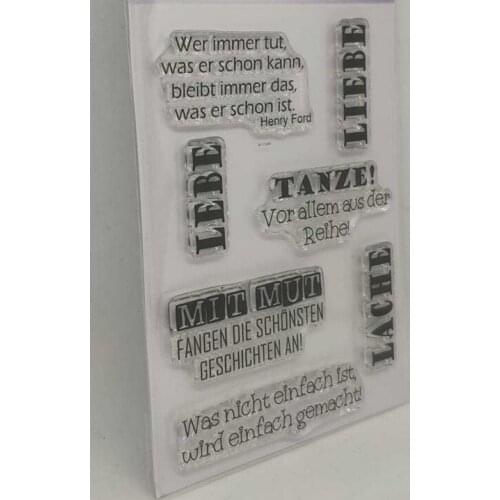 Wer immer tut,
was er schon kann,
bleibt immer das,
was er schon ist.
Henry Ford
LIEBE
LEBE
TANZE!
Vor allem aus der
Reihe!
MIT MUT
FANGEN DIE SCHÖNSTEN
GESCHICHTEN AN!
LACHE
Was nicht einfach ist,
wird einfach gemacht!